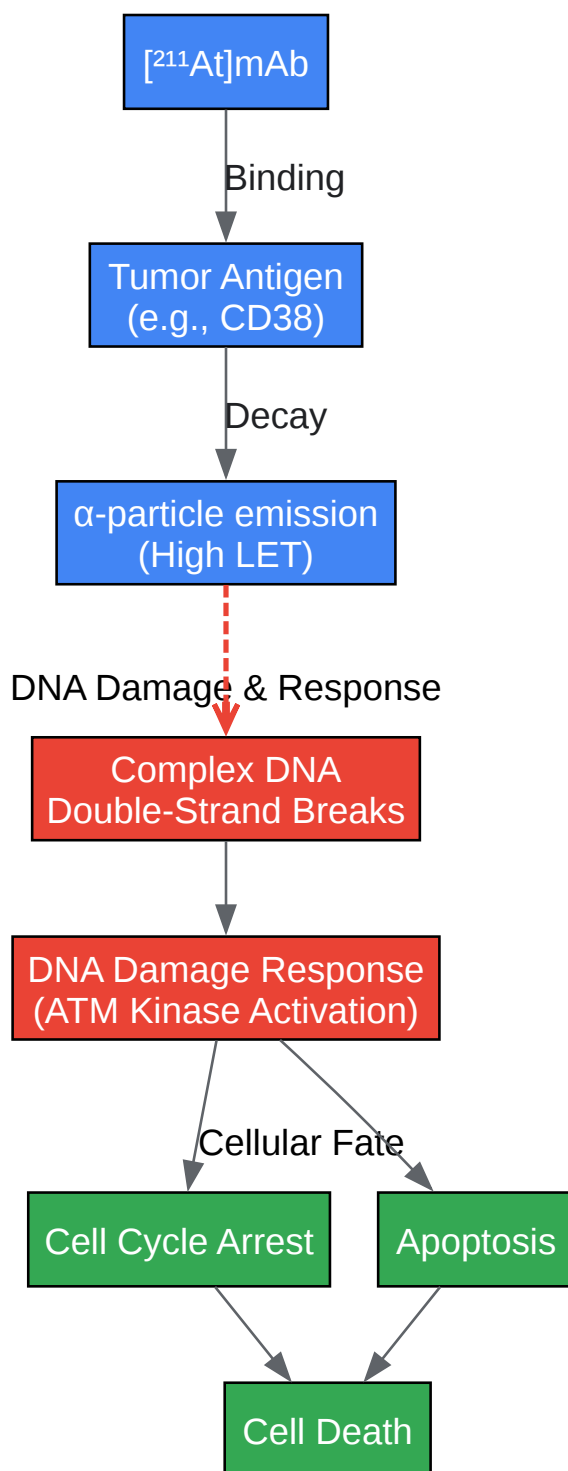 [²¹¹At]mAb
Binding
Tumor Antigen
(e.g., CD38)
Decay
α-particle emission
(High LET)
DNA Damage & Response
Complex DNA
Double-Strand Breaks
DNA Damage Response
(ATM Kinase Activation)
Cellular Fate
Cell Cycle Arrest
Apoptosis
Cell Death